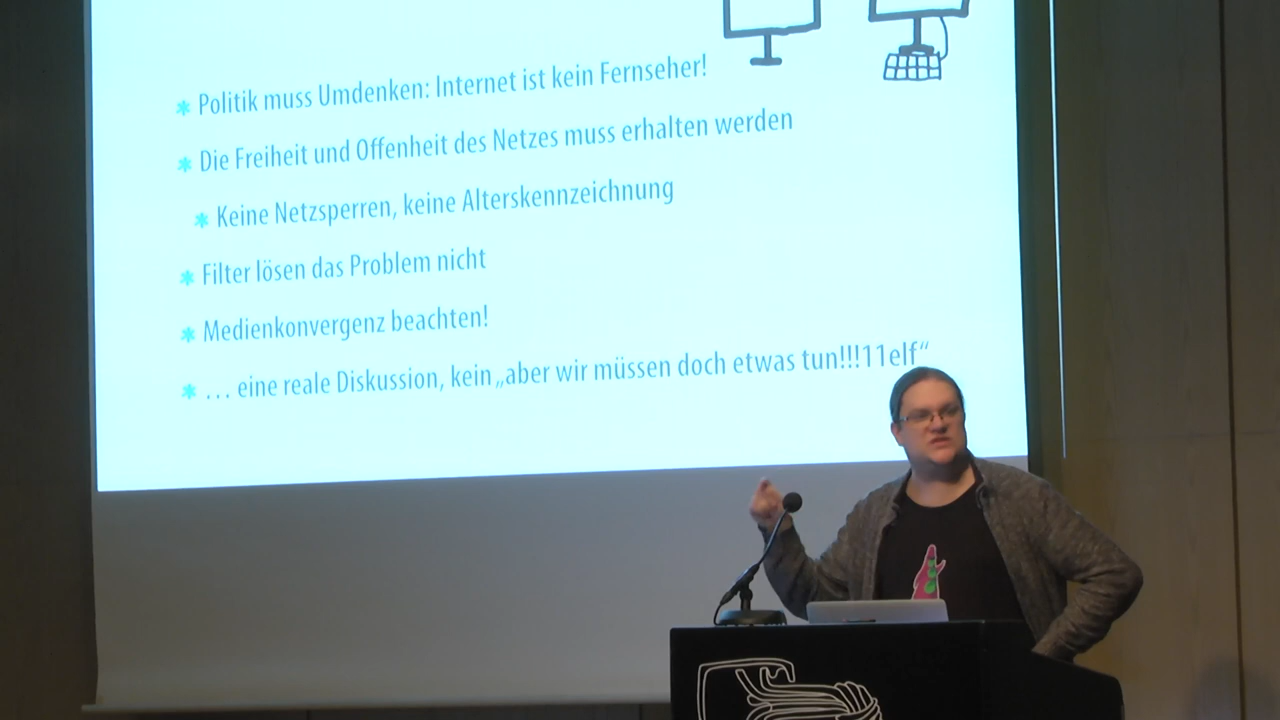 Politik muss Umdenken: Internet ist kein Fernseher!
Die Freiheit und Offenheit des Netzes muss erhalten werden
Keine Netzsperren, keine Alterskennzeichnung
Filter lösen das Problem nicht
Medienkonvergenz beachten!
… eine reale Diskussion, kein „aber wir müssen doch etwas tun!!!11elf“